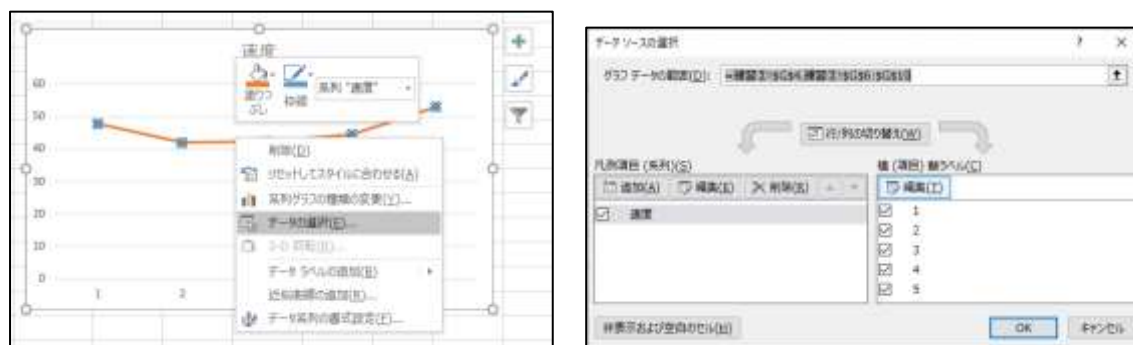 速度
塗りつぶし
枠線
系列 "速度"
60
50
40
30
20
10
0
1
2
削除(D)
リセットしてスタイルに合わせる(A)
系列グラフの種類の変更(Y)...
データの選択(E)...
3-D 回転(R)...
データ ラベルの追加(B)
近似曲線の追加(R)...
データ系列の書式設定(F)...
データ ソースの選択
? ×
グラフ データの範囲(D):
行/列の切り替え(W)
凡例項目 (系列)(S)
追加(A) 編集(E) 削除(R)
速度
横 (項目) 軸ラベル(C)
編集(T)
1
2
3
4
5
非表示および空白のセル(H)
OK キャンセル